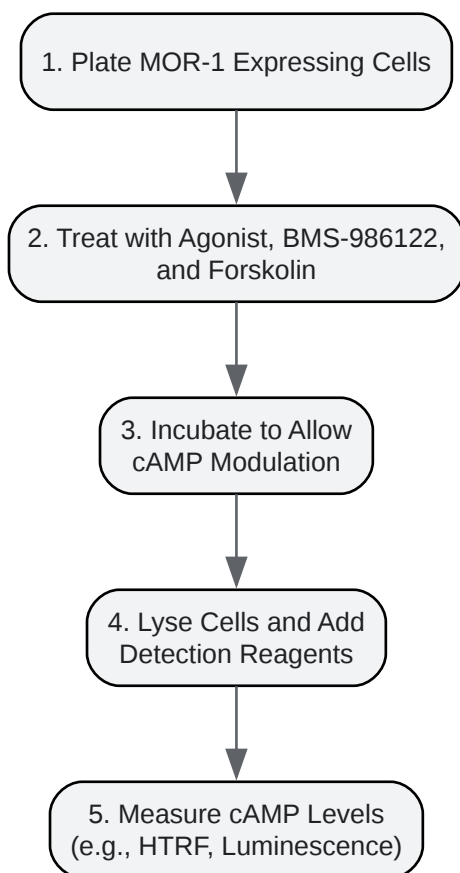 1. Plate MOR-1 Expressing Cells
2. Treat with Agonist, BMS-986122,
and Forskolin
3. Incubate to Allow
cAMP Modulation
4. Lyse Cells and Add
Detection Reagents
5. Measure cAMP Levels
(e.g., HTRF, Luminescence)